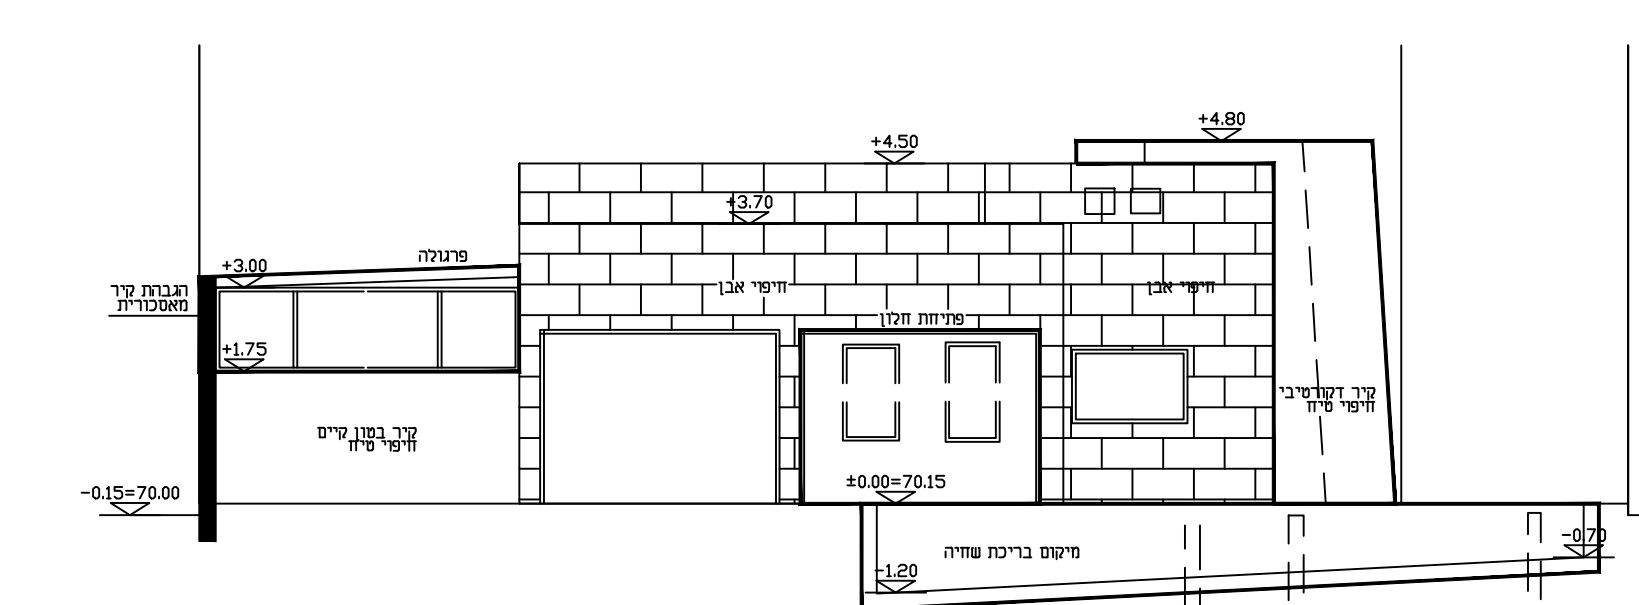 +4.80
+4.50
+3.70
פרגולה
+3.00
הגבהת קיר
מאסכורית
חיפוי אבן
חיפוי אבן
פתיחת חלון
+1.75
קיר דקורטיבי
חיפוי טיח
קיר בטון קיים
חיפוי טיח
±0.00=70.15
-0.15=70.00
-0.70
מיקום בריכת שחיה
-1.20